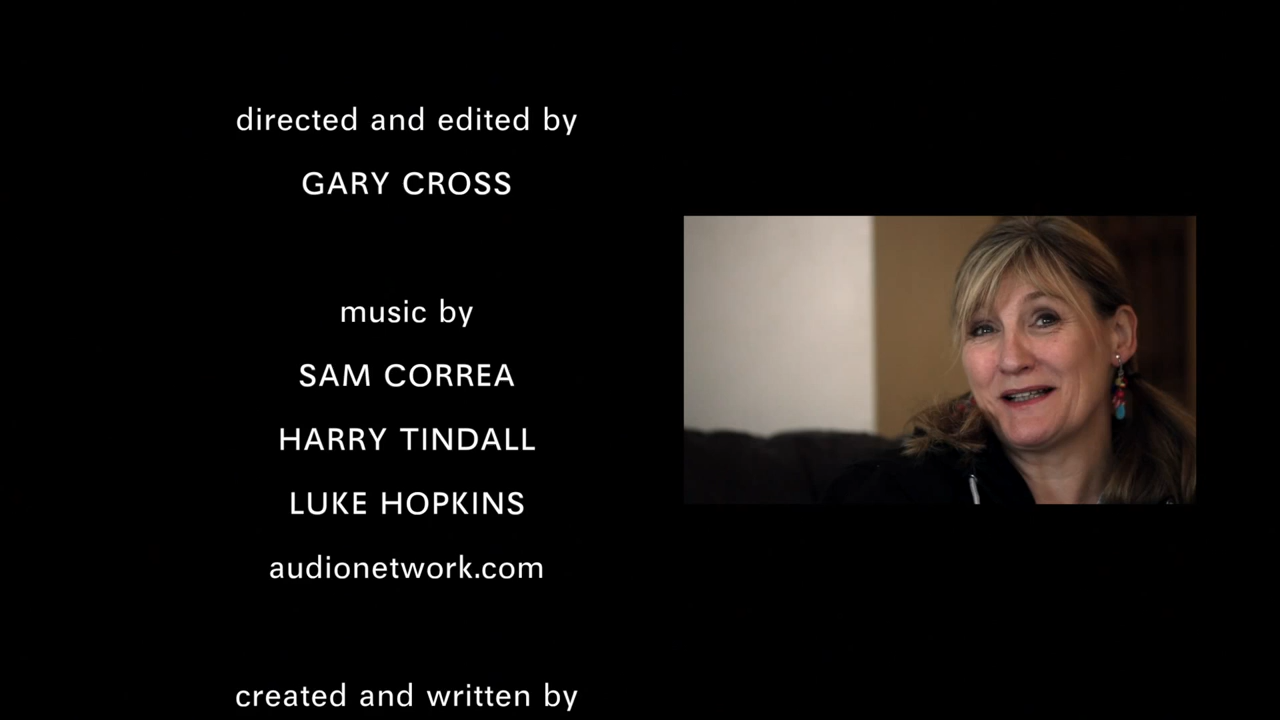 directed and edited by
GARY CROSS
music by
SAM CORREA
HARRY TINDALL
LUKE HOPKINS
audionetwork.com
created and written by